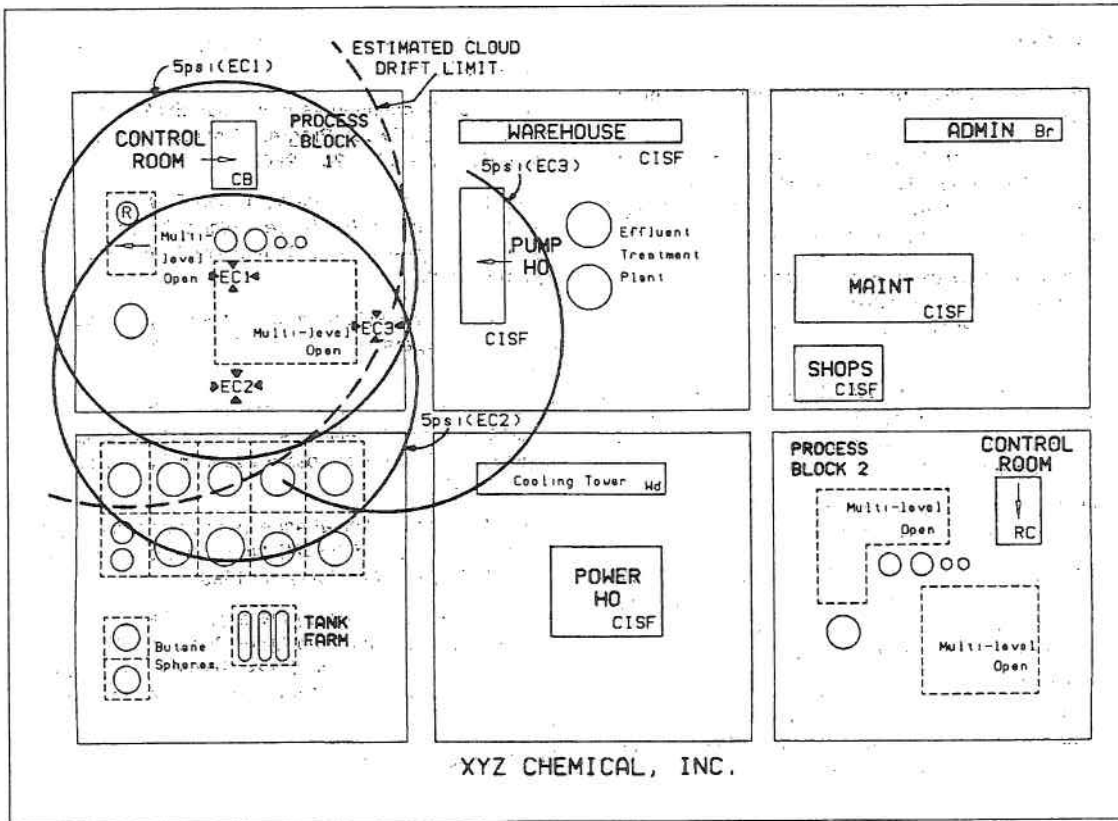 ESTIMATED CLOUD
DRIFT LIMIT
5psi(EC1)
CONTROL
ROOM
CB
PROCESS
BLOCK
1
R
Multi-
level
Open
EC1
Multi-level
Open
EC3
EC2
5psi(EC2)
WAREHOUSE
CISF
5psi(EC3)
PUMP
HO
CISF
Effluent
Treatment
Plant
ADMIN Br
MAINT
CISF
SHOPS
CISF
Butane
Spheres
TANK
FARM
Cooling Tower Wd
POWER
HO
CISF
PROCESS
BLOCK 2
CONTROL
ROOM
RC
Multi-level
Open
Multi-level
Open
XYZ CHEMICAL, INC.